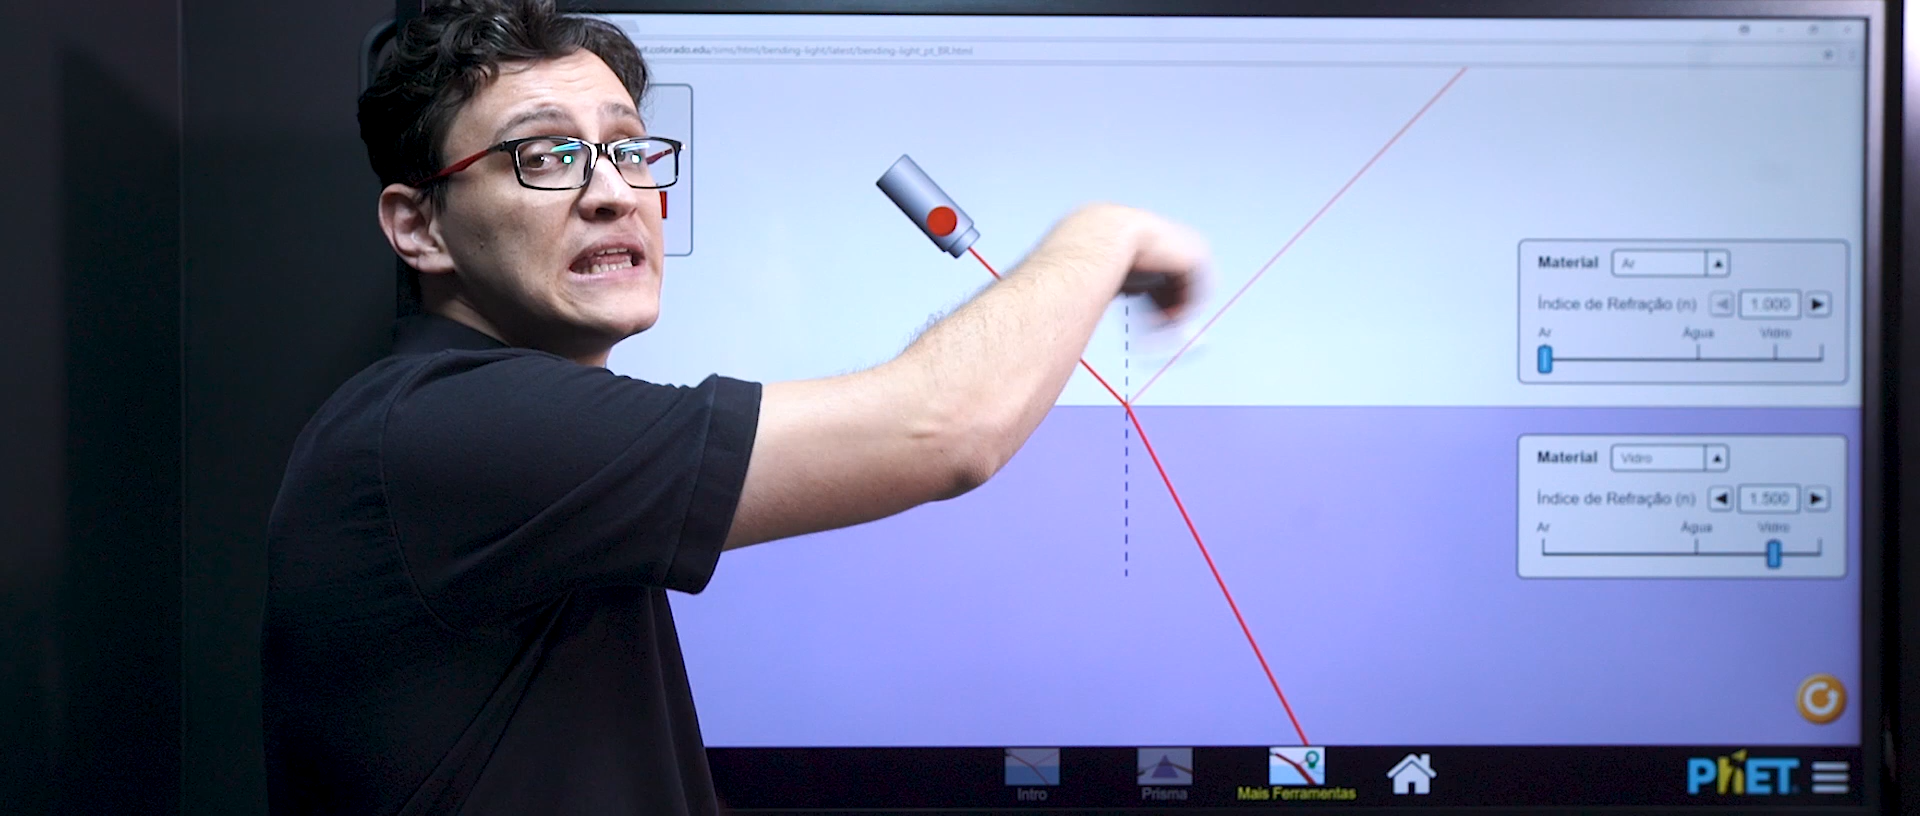 et.colorado.edu/sims/html/bending-light/latest/bending-light_pt_BR.html
Material Ar
Índice de Refração (n) 1.000
Ar Água Vidro
Material Vidro
Índice de Refração (n) 1.500
Ar Água Vidro
Intro Prisma Mais Ferramentas
PhET